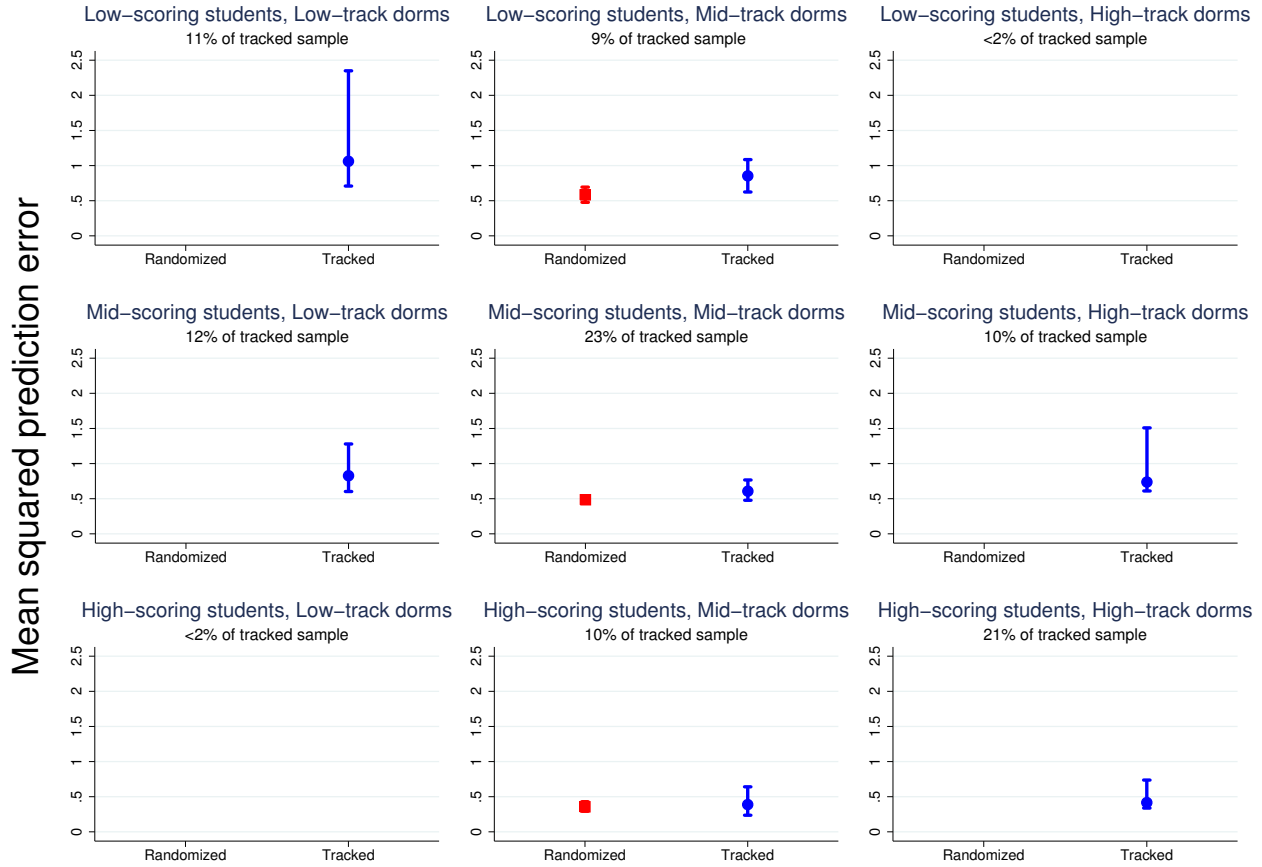 Mean squared prediction error
Low−scoring students, Low−track dorms
11% of tracked sample
2.5
2
1.5
1
.5
0
Randomized
Tracked
Low−scoring students, Mid−track dorms
9% of tracked sample
2.5
2
1.5
1
.5
0
Randomized
Tracked
Low−scoring students, High−track dorms
<2% of tracked sample
2.5
2
1.5
1
.5
0
Randomized
Tracked
Mid−scoring students, Low−track dorms
12% of tracked sample
2.5
2
1.5
1
.5
0
Randomized
Tracked
Mid−scoring students, Mid−track dorms
23% of tracked sample
2.5
2
1.5
1
.5
0
Randomized
Tracked
Mid−scoring students, High−track dorms
10% of tracked sample
2.5
2
1.5
1
.5
0
Randomized
Tracked
High−scoring students, Low−track dorms
<2% of tracked sample
2.5
2
1.5
1
.5
0
Randomized
Tracked
High−scoring students, Mid−track dorms
10% of tracked sample
2.5
2
1.5
1
.5
0
Randomized
Tracked
High−scoring students, High−track dorms
21% of tracked sample
2.5
2
1.5
1
.5
0
Randomized
Tracked